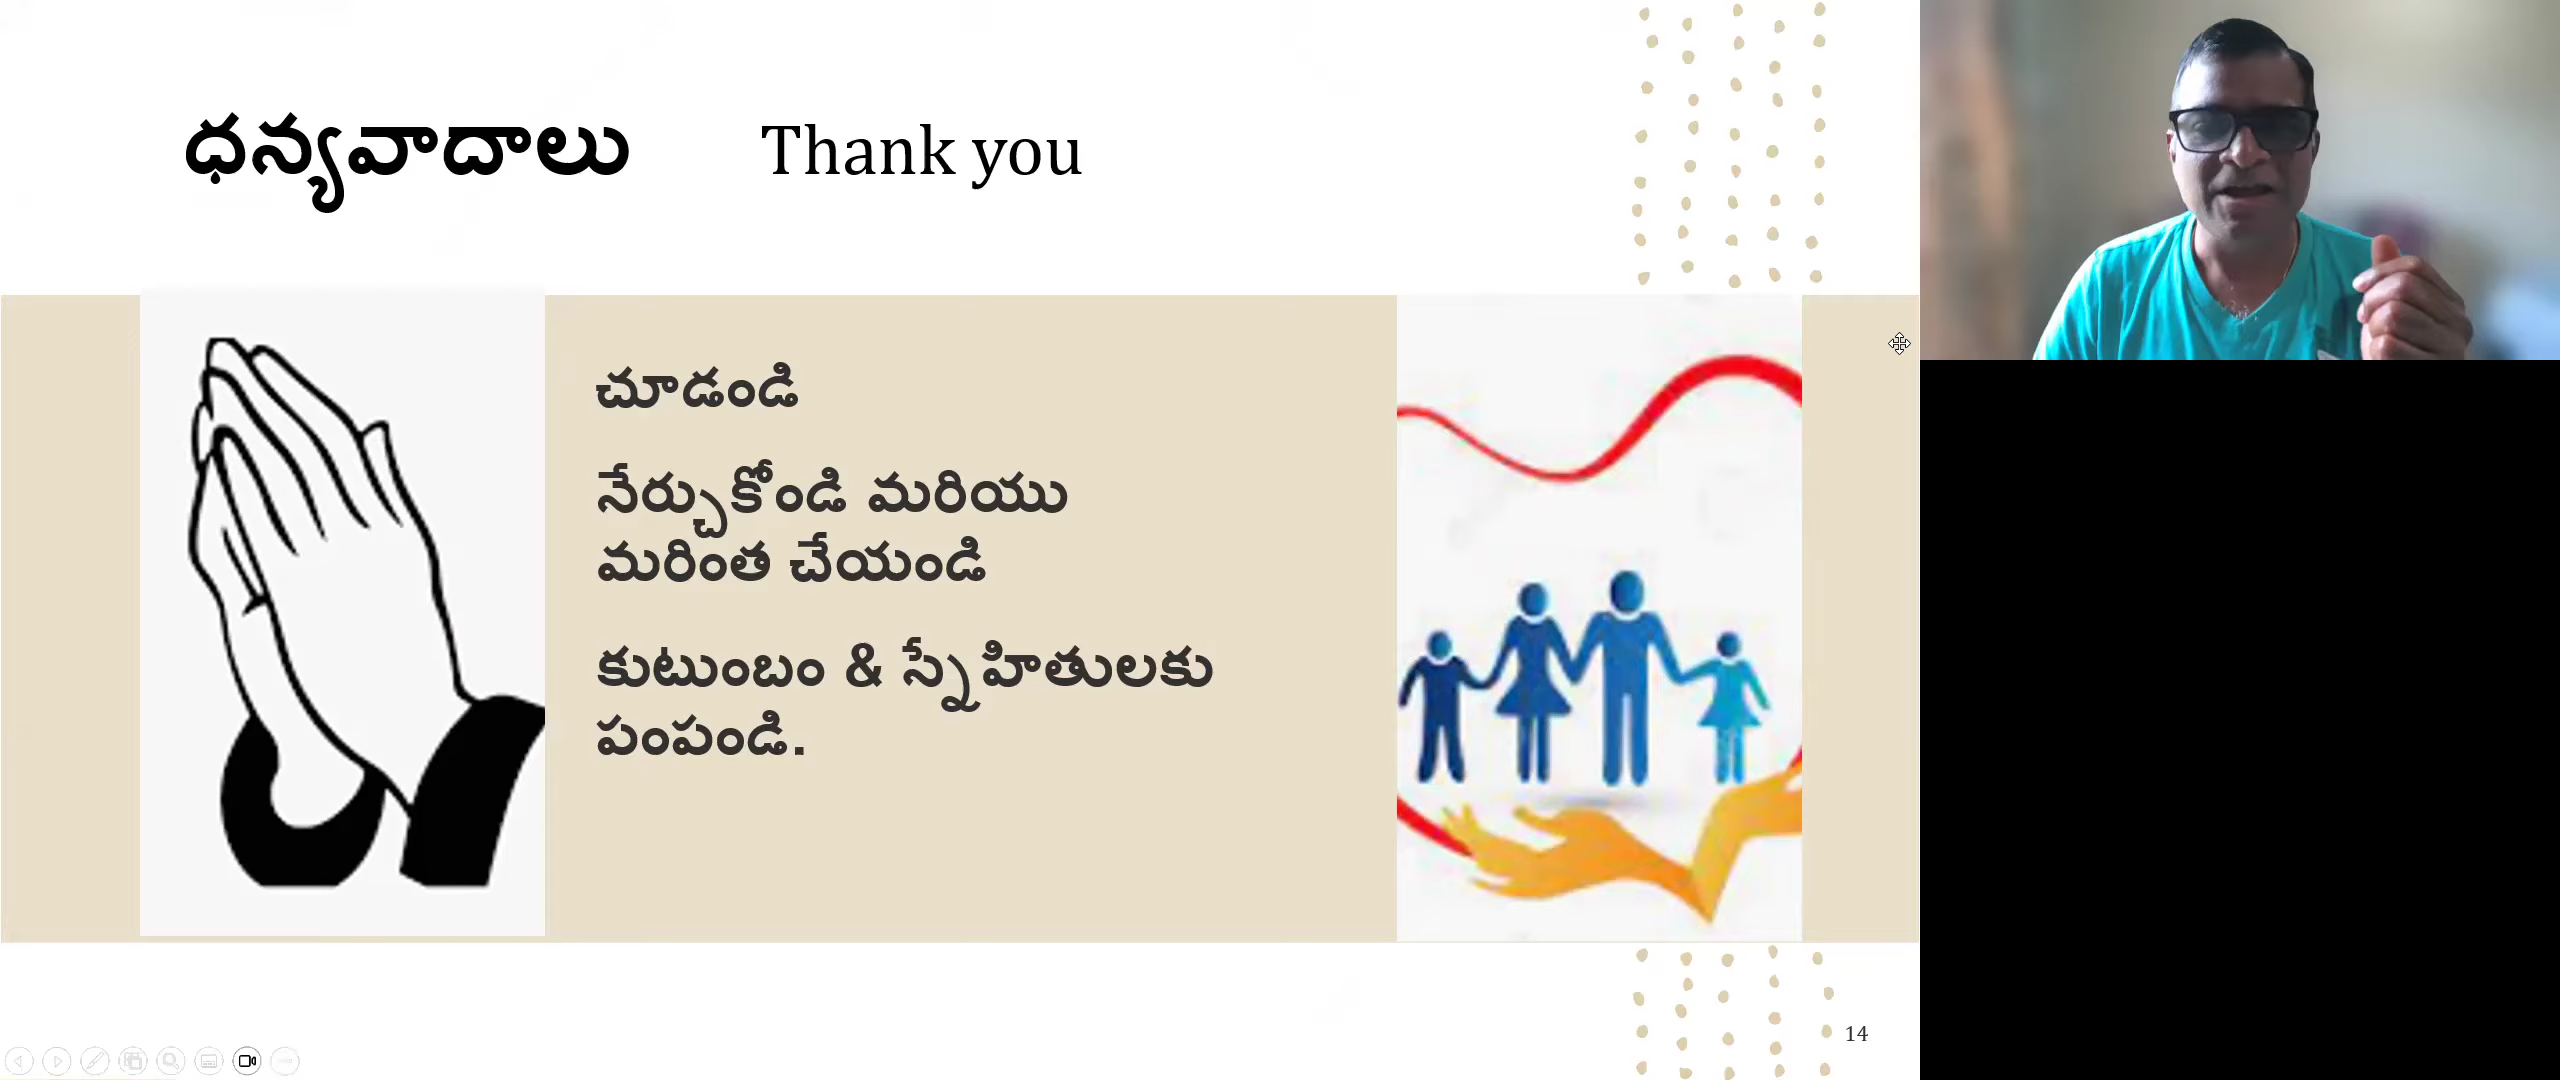 ధన్యవాదాలు Thank you
చూడండి
నేర్చుకోండి మరియు
మరింత చేయండి
కుటుంబం & స్నేహితులకు
పంపండి.
14